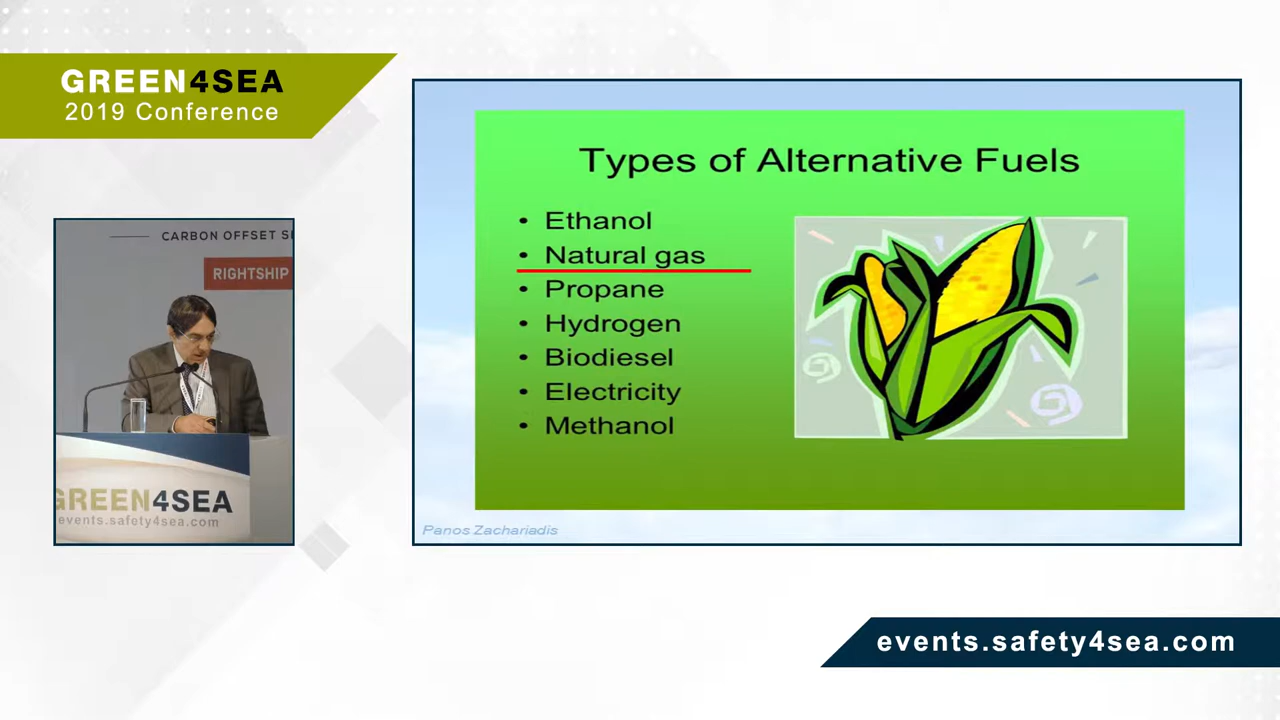 GREEN4SEA
2019 Conference
CARBON OFFSET
RIGHTSHIP
GREEN4SEA
events.safety4sea.com
Types of Alternative Fuels
• Ethanol
• Natural gas
• Propane
• Hydrogen
• Biodiesel
• Electricity
• Methanol
Panos Zachariadis
events.safety4sea.com